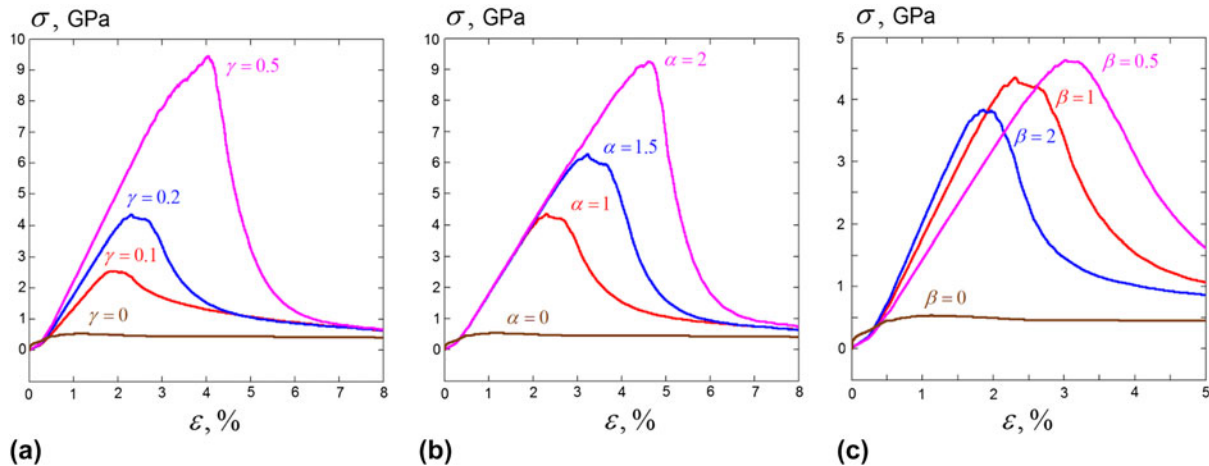 σ, GPa
10
9
8
7
6
5
4
3
2
1
0
γ = 0.5
γ = 0.2
γ = 0.1
γ = 0
0 1 2 3 4 5 6 7 8
ε, %
(a)
σ, GPa
10
9
8
7
6
5
4
3
2
1
0
α = 2
α = 1.5
α = 1
α = 0
0 1 2 3 4 5 6 7 8
ε, %
(b)
σ, GPa
5
4
3
2
1
0
β = 0.5
β = 1
β = 2
β = 0
0 1 2 3 4 5
ε, %
(c)